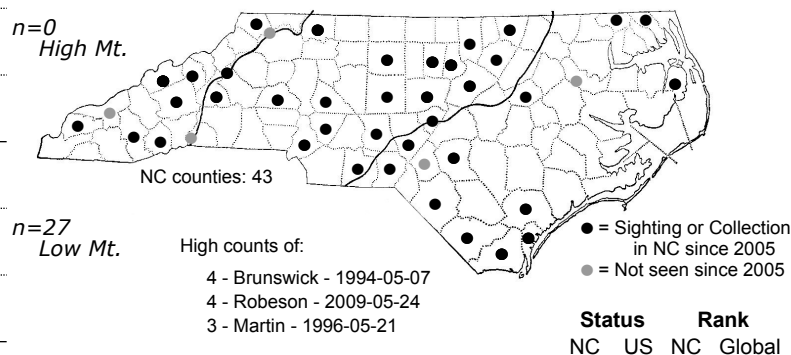 n=0
High Mt.
NC counties: 43
n=27
Low Mt.
High counts of:
4 - Brunswick - 1994-05-07
4 - Robeson - 2009-05-24
3 - Martin - 1996-05-21
= Sighting or Collection
in NC since 2005
= Not seen since 2005
Status Rank
NC US NC Global